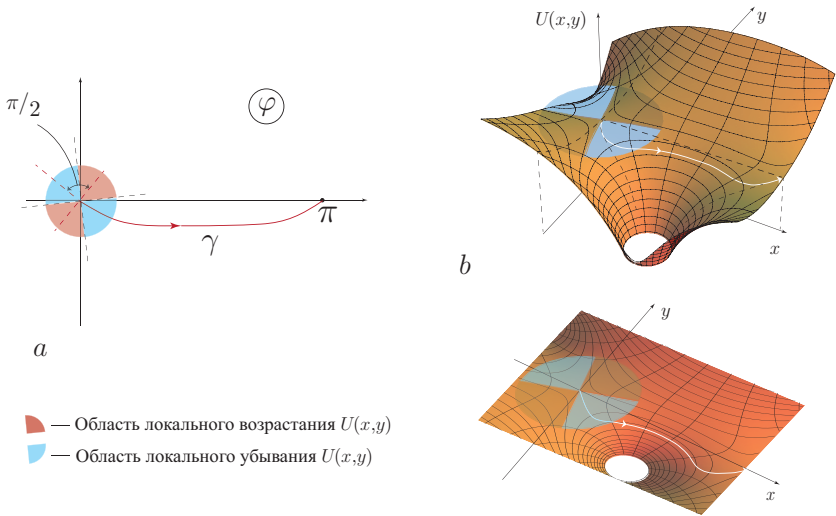 U(x,y)
y
φ
π/2
π
γ
x
b
a
y
x
— Область локального возрастания U(x,y)
— Область локального убывания U(x,y)